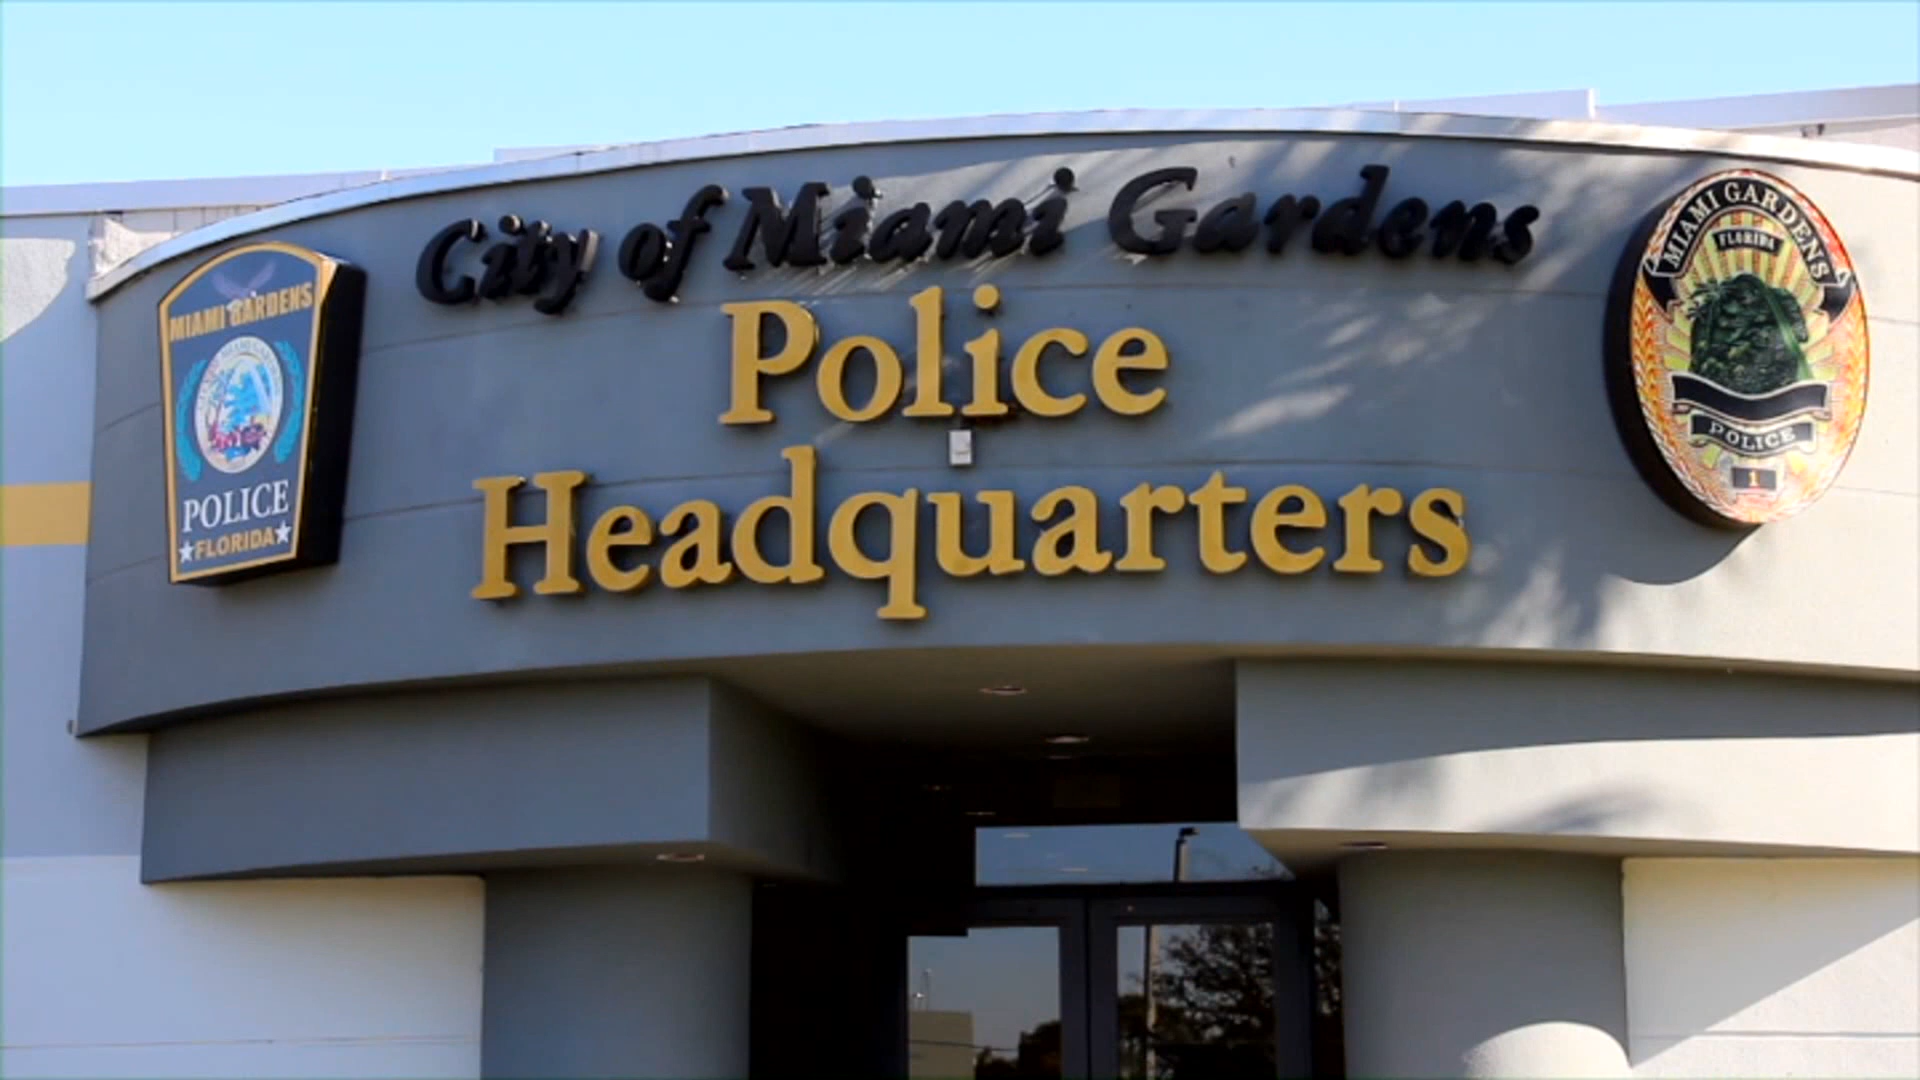 City of Miami Gardens
Police
Headquarters
MIAMI GARDENS
POLICE
FLORIDA
MIAMI GARDENS
FLORIDA
POLICE
1